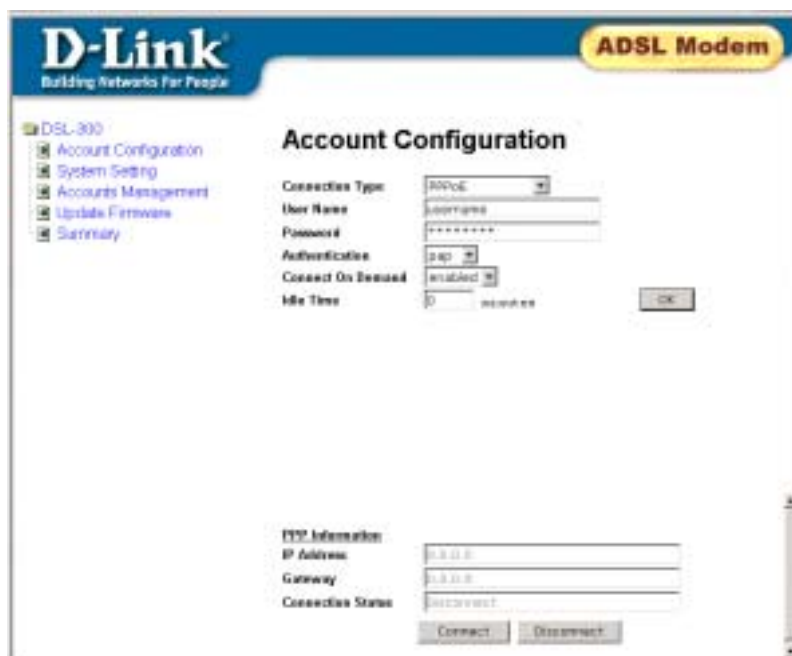 D-Link
Building Networks For People
ADSL Modem
DSL-300
Account Configuration
System Setting
Accounts Management
Update Firmware
Summary
Account Configuration
Connection Type PPPoE
User Name username
Password ********
Authentication pap
Connect On Demand enabled
Idle Time 0 minutes OK
PPP Information
IP Address 0.0.0.0
Gateway 0.0.0.0
Connection Status Disconnect
Connect Disconnect